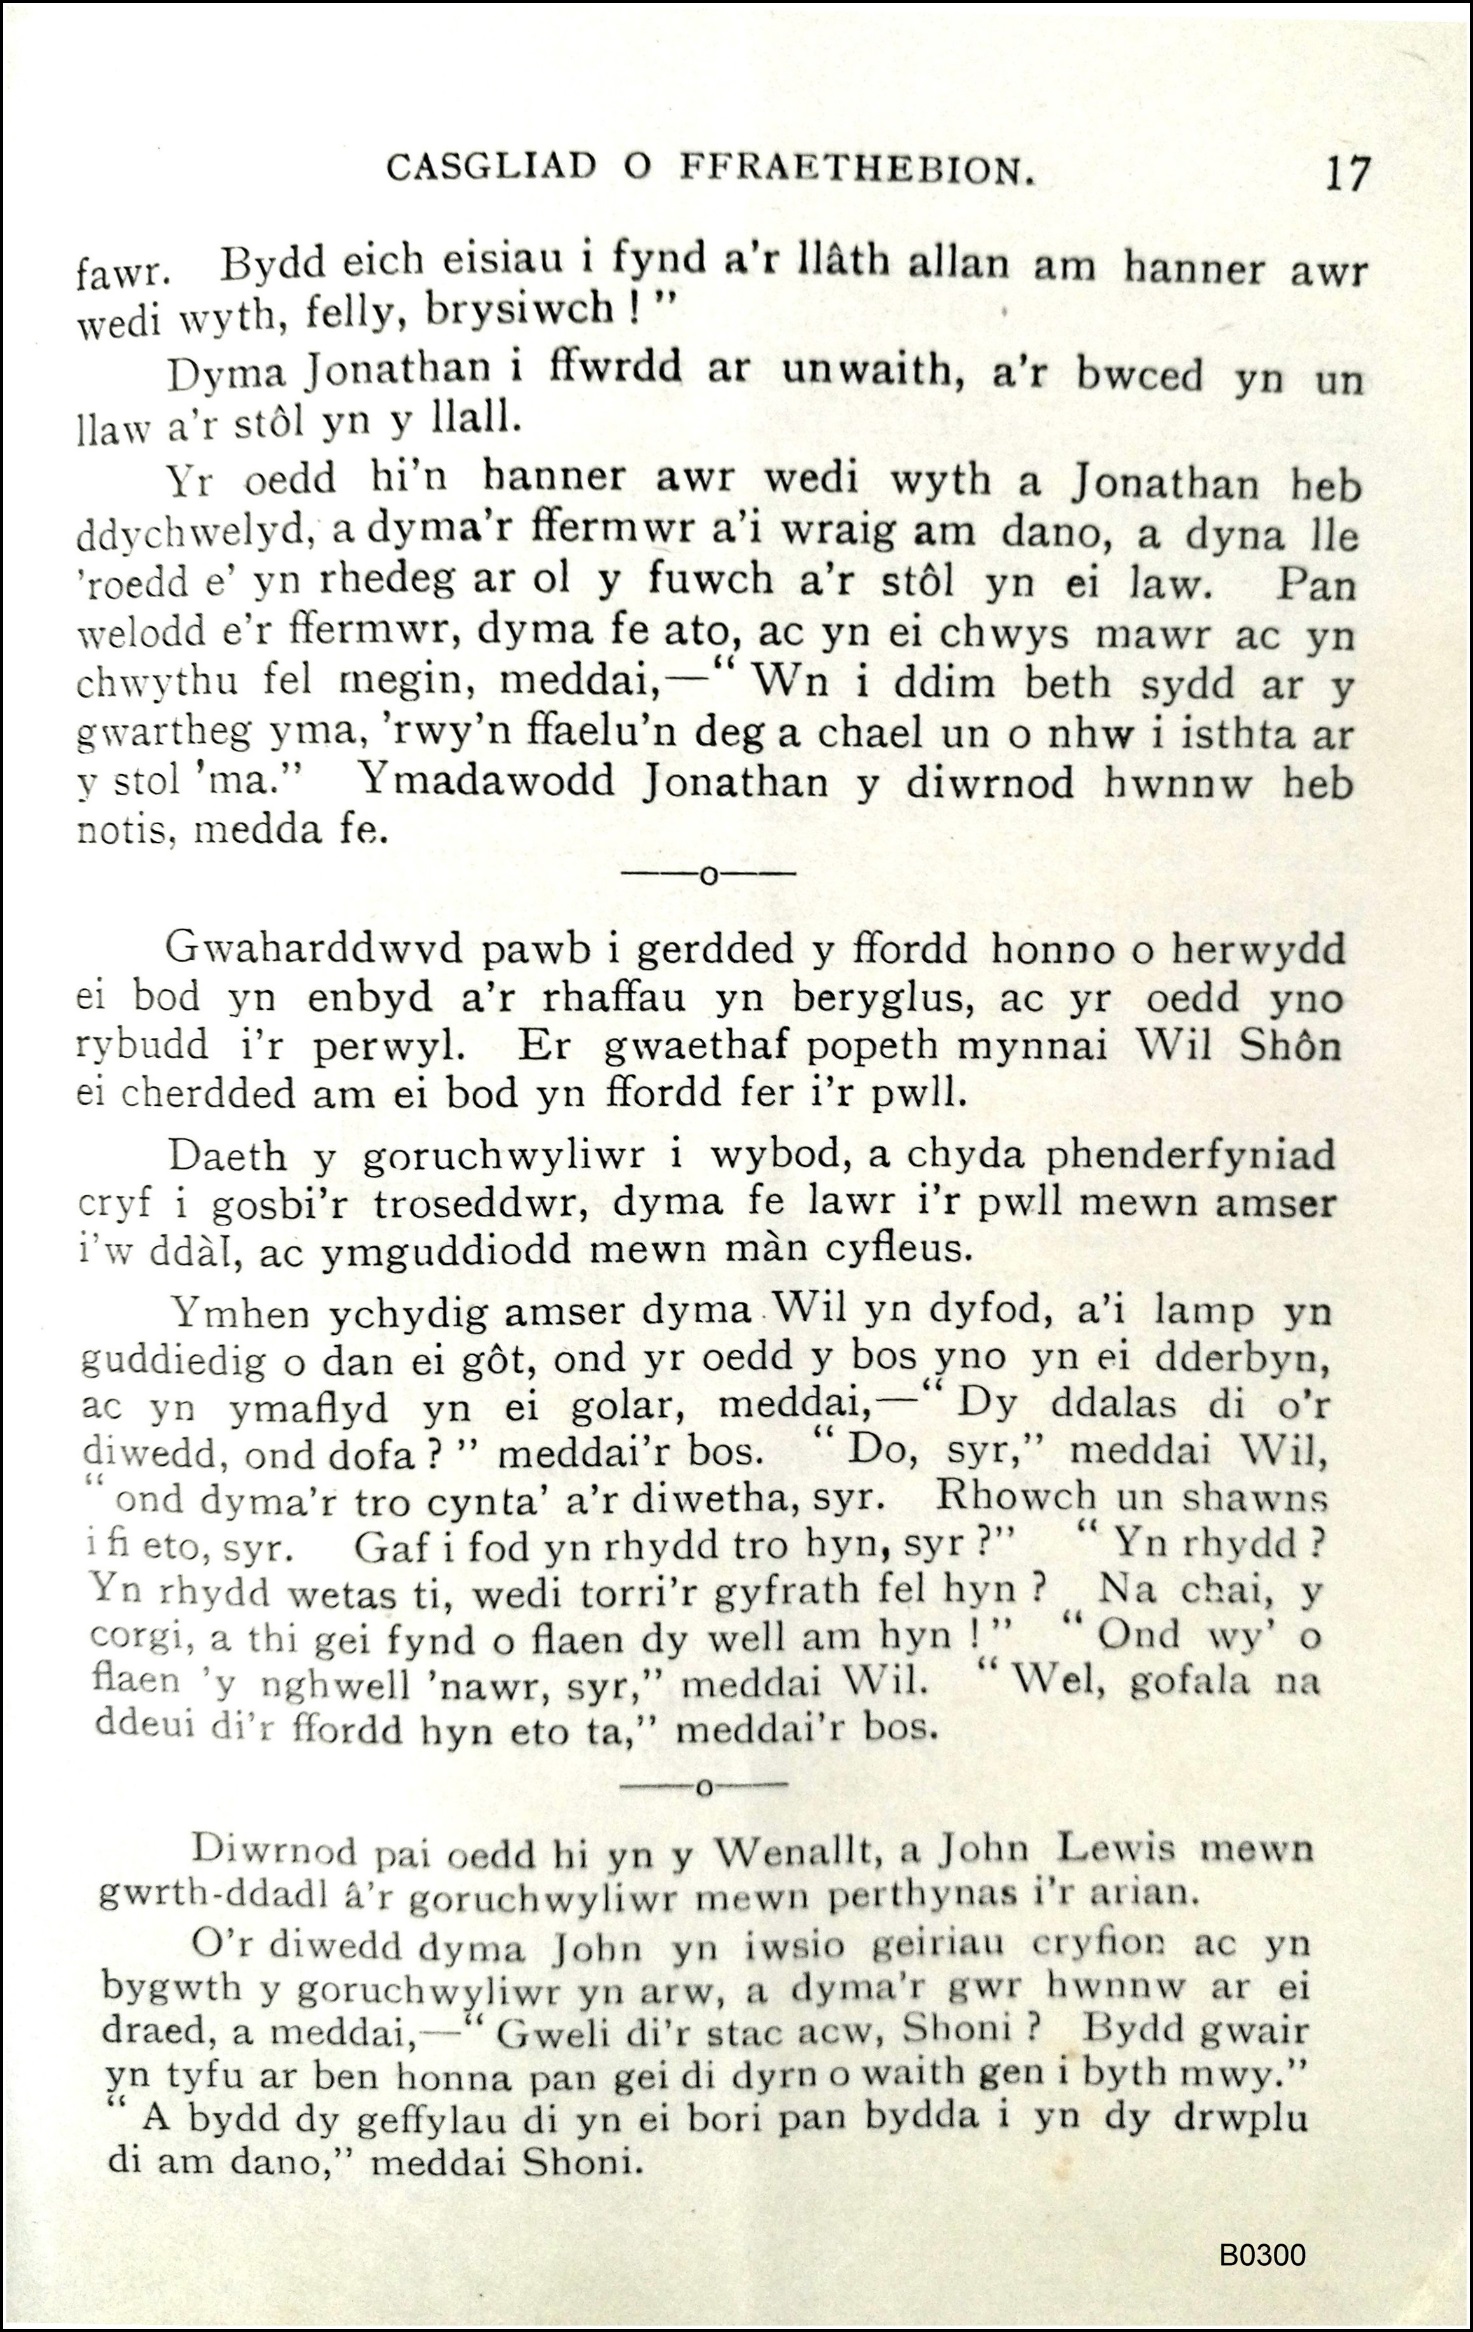 CASGLIAD O FFRAETHEBION. 17
fawr. Bydd eich eisiau i fynd a'r llâth allan am hanner awr
wedi wyth, felly, brysiwch ! ”
Dyma Jonathan i ffwrdd ar unwaith, a'r bwced yn un
llaw a'r stôl yn y llall.
Yr oedd hi'n hanner awr wedi wyth a Jonathan heb
ddychwelyd, a dyma'r ffermwr a'i wraig am dano, a dyna lle
'roedd e' yn rhedeg ar ol y fuwch a'r stôl yn ei law. Pan
welodd e'r ffermwr, dyma fe ato, ac yn ei chwys mawr ac yn
chwythu fel megin, meddai,—“ Wn i ddim beth sydd ar y
gwartheg yma, 'rwy'n ffaelu'n deg a chael un o nhw i isthta ar
y stol 'ma.” Ymadawodd Jonathan y diwrnod hwnnw heb
notis, medda fe.
——o——
Gwaharddwvd pawb i gerdded y ffordd honno o herwydd
ei bod yn enbyd a'r rhaffau yn beryglus, ac yr oedd yno
rybudd i'r perwyl. Er gwaethaf popeth mynnai Wil Shôn
ei cherdded am ei bod yn ffordd fer i'r pwll.
Daeth y goruchwyliwr i wybod, a chyda phenderfyniad
cryf i gosbi'r troseddwr, dyma fe lawr i'r pwll mewn amser
i'w ddàl, ac ymguddiodd mewn màn cyfleus.
Ymhen ychydig amser dyma Wil yn dyfod, a'i lamp yn
guddiedig o dan ei gôt, ond yr oedd y bos yno yn ei dderbyn,
ac yn ymaflyd yn ei golar, meddai,—“ Dy ddalas di o'r
diwedd, ond dofa ? ” meddai'r bos. “ Do, syr,” meddai Wil,
“ ond dyma'r tro cynta' a'r diwetha, syr. Rhowch un shawns
i fi eto, syr. Gaf i fod yn rhydd tro hyn, syr ?” “ Yn rhydd ?
Yn rhydd wetas ti, wedi torri'r gyfrath fel hyn ? Na chai, y
corgi, a thi gei fynd o flaen dy well am hyn ! ” “ Ond wy' o
flaen 'y nghwell 'nawr, syr,” meddai Wil. “ Wel, gofala na
ddeui di'r ffordd hyn eto ta,” meddai'r bos.
——o——
Diwrnod pai oedd hi yn y Wenallt, a John Lewis mewn
gwrth-ddadl â'r goruchwyliwr mewn perthynas i'r arian.
O'r diwedd dyma John yn iwsio geiriau cryfion ac yn
bygwth y goruchwyliwr yn arw, a dyma'r gwr hwnnw ar ei
draed, a meddai,—“ Gweli di'r stac acw, Shoni ? Bydd gwair
yn tyfu ar ben honna pan gei di dyrn o waith gen i byth mwy.”
“ A bydd dy geffylau di yn ei bori pan bydda i yn dy drwplu
di am dano,” meddai Shoni.
B0300